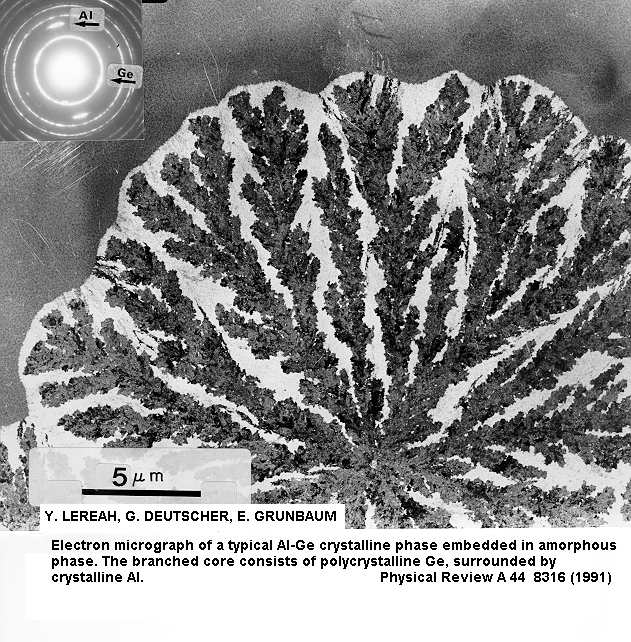 Al
Ge
5 μm
Y. LEREAH, G. DEUTSCHER, E. GRUNBAUM
Electron micrograph of a typical Al-Ge crystalline phase embedded in amorphous
phase. The branched core consists of polycrystalline Ge, surrounded by
crystalline Al. Physical Review A 44 8316 (1991)